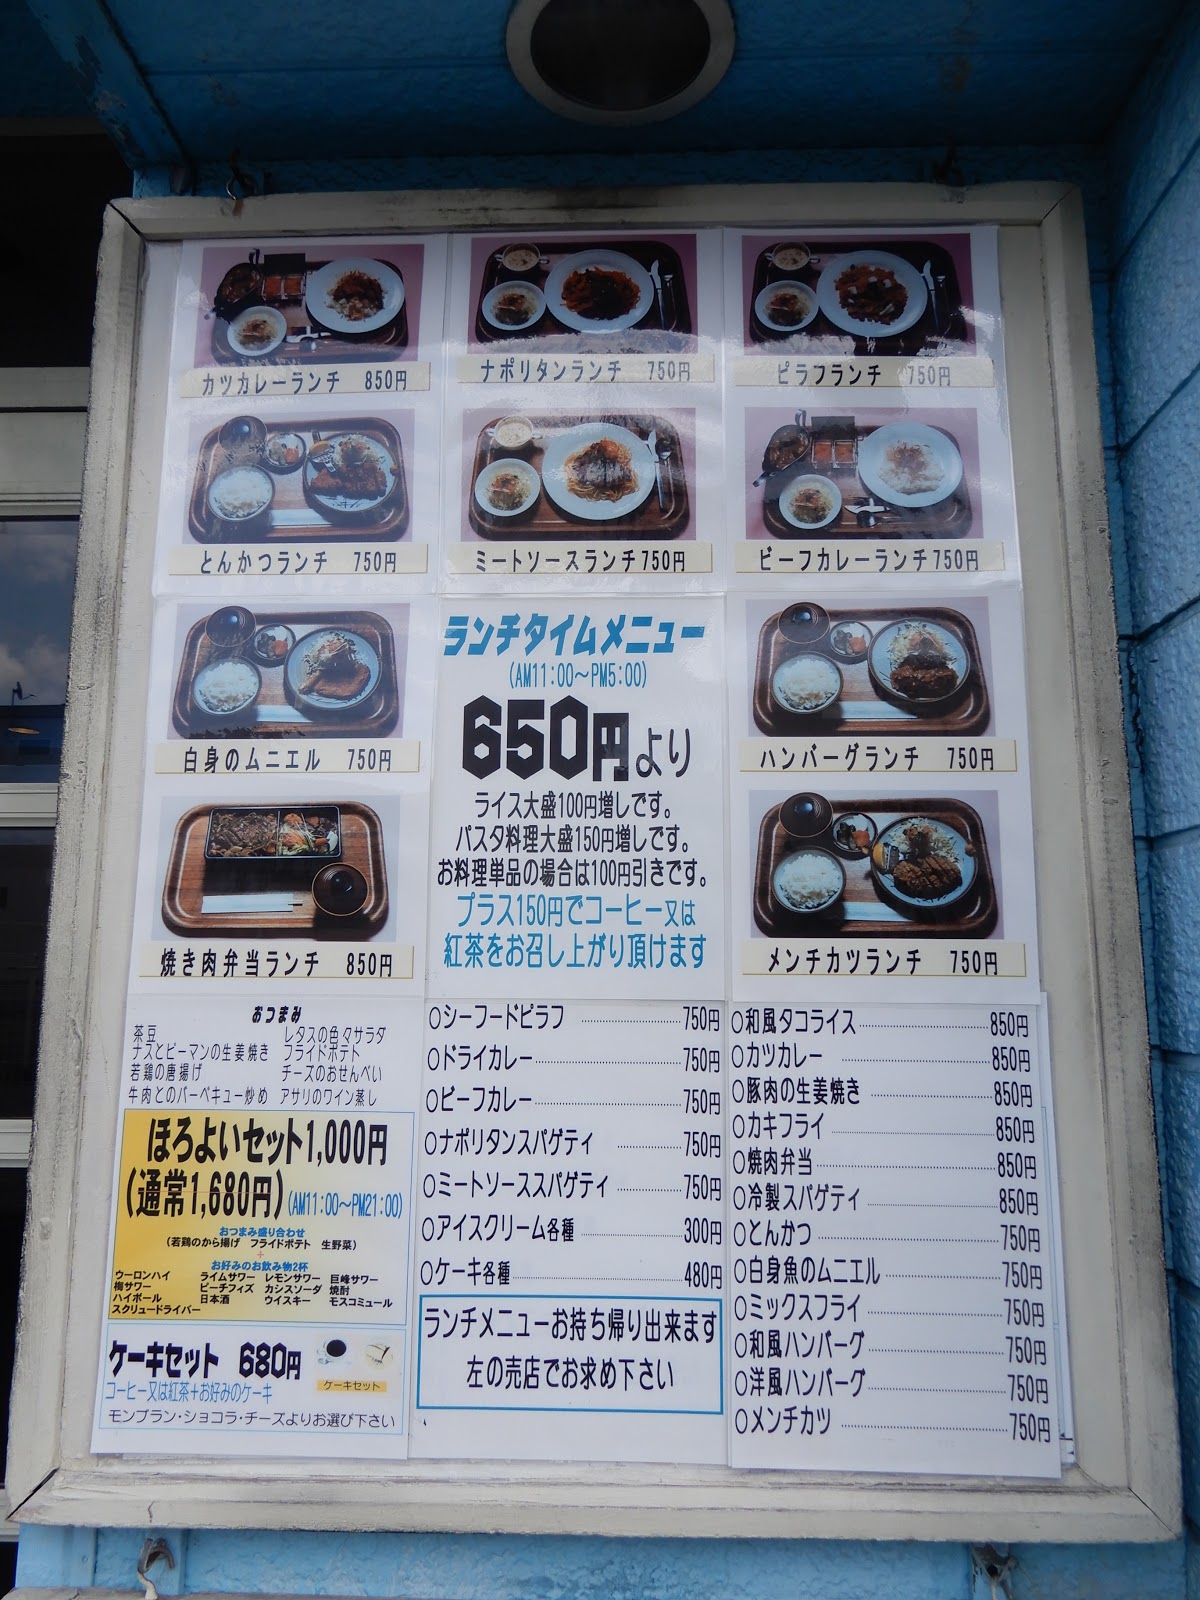 カツカレーランチ 850円
ナポリタンランチ 750円
ピラフランチ 750円
とんかつランチ 750円
ミートソースランチ750円
ビーフカレーランチ750円
白身のムニエル 750円
ランチタイムメニュー
(AM11:00～PM5:00)
650円より
ライス大盛100円増しです。
パスタ料理大盛150円増しです。
お料理単品の場合は100円引きです。
プラス150円でコーヒー又は
紅茶をお召し上がり頂けます
ハンバーグランチ 750円
焼き肉弁当ランチ 850円
メンチカツランチ 750円
おつまみ
茶豆 レタスの色々サラダ
ナスとピーマンの生姜焼き フライドポテト
若鶏の唐揚げ チーズのおせんべい
牛肉とのバーベキュー炒め アサリのワイン蒸し
ほろよいセット1,000円
(通常1,680円)(AM11:00～PM21:00)
おつまみ盛り合わせ
(若鶏のから揚げ フライドポテト 生野菜)
+
お好みのお飲み物2杯
ウーロンハイ ライムサワー レモンサワー 巨峰サワー
梅サワー ピーチフィズ カシスソーダ 焼酎
ハイボール 日本酒 ウイスキー モスコミュール
スクリュードライバー
ケーキセット 680円
ケーキセット
コーヒー又は紅茶+お好みのケーキ
モンブラン・ショコラ・チーズよりお選び下さい
○シーフードピラフ 750円
○ドライカレー 750円
○ビーフカレー 750円
○ナポリタンスパゲティ 750円
○ミートソーススパゲティ 750円
○アイスクリーム各種 300円
○ケーキ各種 480円
ランチメニューお持ち帰り出来ます
左の売店でお求め下さい
○和風タコライス 850円
○カツカレー 850円
○豚肉の生姜焼き 850円
○カキフライ 850円
○焼肉弁当 850円
○冷製スパゲティ 850円
○とんかつ 750円
○白身魚のムニエル 750円
○ミックスフライ 750円
○和風ハンバーグ 750円
○洋風ハンバーグ 750円
○メンチカツ 750円